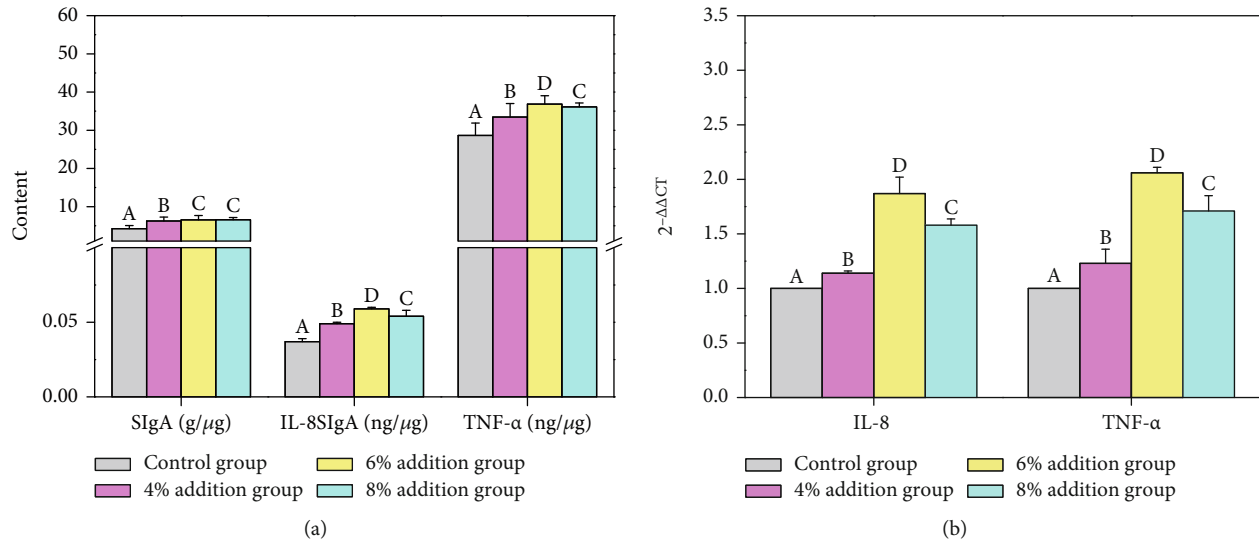 60
50
40
30
20
10
0.05
0.00
Content
A B C C
A B D C
A B D C
SIgA (g/μg) IL-8SIgA (ng/μg) TNF-α (ng/μg)
Control group 6% addition group
4% addition group 8% addition group
(a)
3.5
3.0
2.5
2.0
1.5
1.0
0.5
0.0
2−ΔΔCT
A B D C
A B D C
IL-8 TNF-α
Control group 6% addition group
4% addition group 8% addition group
(b)